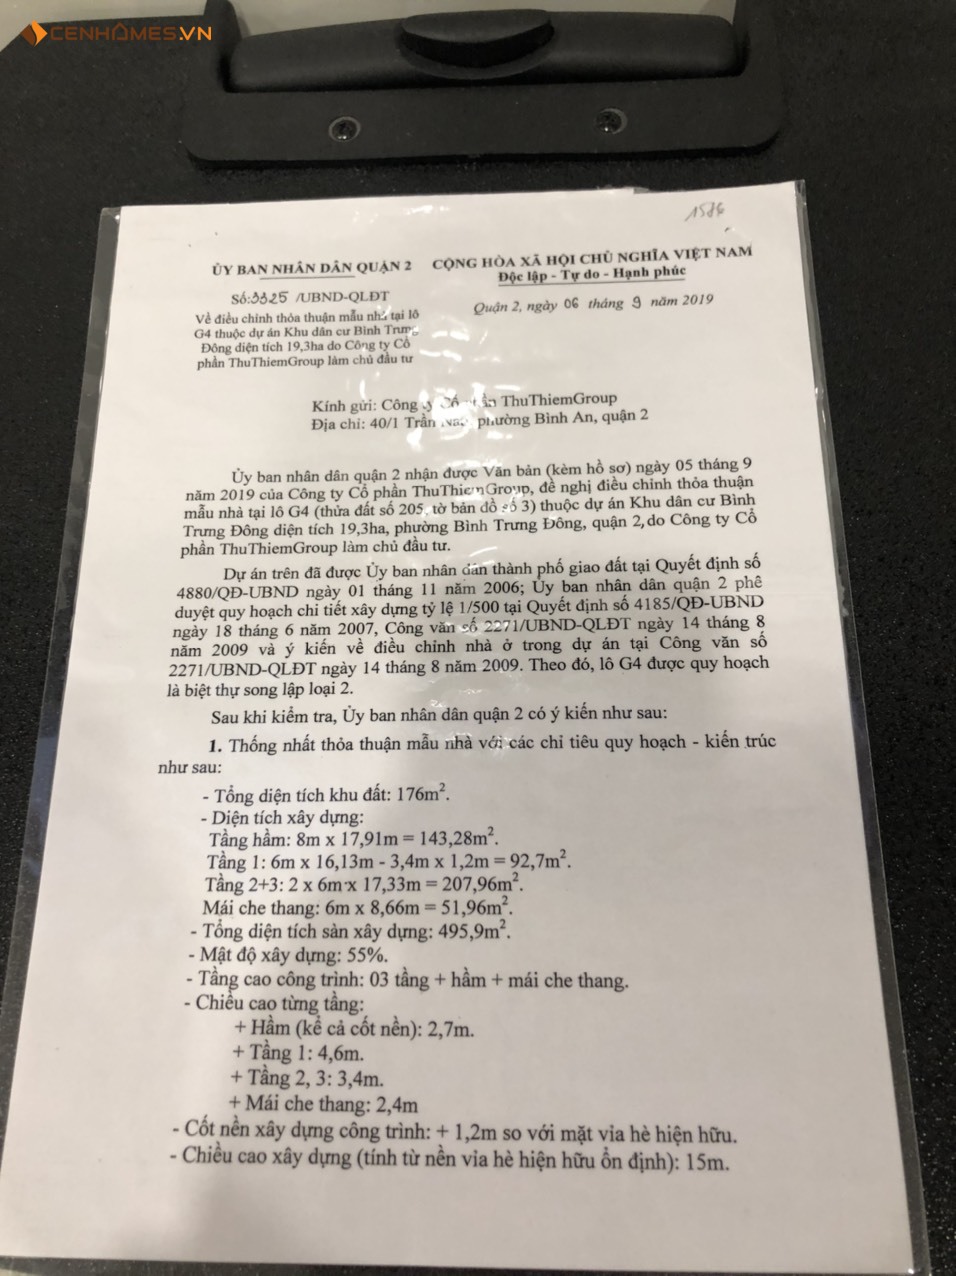 CENHOMES.VN
1586
ỦY BAN NHÂN DÂN QUẬN 2
CỘNG HÒA XÃ HỘI CHỦ NGHĨA VIỆT NAM
Độc lập - Tự do - Hạnh phúc
Số:3325 /UBND-QLĐT
Quận 2, ngày 06 tháng 9 năm 2019
Về điều chỉnh thỏa thuận mẫu nhà tại lô
G4 thuộc dự án Khu dân cư Bình Trưng
Đông diện tích 19,3ha do Công ty Cổ
phần ThuThiemGroup làm chủ đầu tư
Kính gửi: Công ty Cổ phần ThuThiemGroup
Địa chỉ: 40/1 Trần Não, phường Bình An, quận 2
Ủy ban nhân dân quận 2 nhận được Văn bản (kèm hồ sơ) ngày 05 tháng 9
năm 2019 của Công ty Cổ phần ThuThiemGroup, đề nghị điều chỉnh thỏa thuận
mẫu nhà tại lô G4 (thửa đất số 205, tờ bản đồ số 3) thuộc dự án Khu dân cư Bình
Trưng Đông diện tích 19,3ha, phường Bình Trưng Đông, quận 2, do Công ty Cổ
phần ThuThiemGroup làm chủ đầu tư.
Dự án trên đã được Ủy ban nhân dân thành phố giao đất tại Quyết định số
4880/QĐ-UBND ngày 01 tháng 11 năm 2006; Ủy ban nhân dân quận 2 phê
duyệt quy hoạch chi tiết xây dựng tỷ lệ 1/500 tại Quyết định số 4185/QĐ-UBND
ngày 18 tháng 6 năm 2007, Công văn số 2271/UBND-QLĐT ngày 14 tháng 8
năm 2009 và ý kiến về điều chỉnh nhà ở trong dự án tại Công văn số
2271/UBND-QLĐT ngày 14 tháng 8 năm 2009. Theo đó, lô G4 được quy hoạch
là biệt thự song lập loại 2.
Sau khi kiểm tra, Ủy ban nhân dân quận 2 có ý kiến như sau:
1. Thống nhất thỏa thuận mẫu nhà với các chỉ tiêu quy hoạch - kiến trúc
như sau:
- Tổng diện tích khu đất: 176m².
- Diện tích xây dựng:
Tầng hầm: 8m x 17,91m = 143,28m².
Tầng 1: 6m x 16,13m - 3,4m x 1,2m = 92,7m².
Tầng 2+3: 2 x 6m x 17,33m = 207,96m².
Mái che thang: 6m x 8,66m = 51,96m².
- Tổng diện tích sàn xây dựng: 495,9m².
- Mật độ xây dựng: 55%.
- Tầng cao công trình: 03 tầng + hầm + mái che thang.
- Chiều cao từng tầng:
+ Hầm (kể cả cốt nền): 2,7m.
+ Tầng 1: 4,6m.
+ Tầng 2, 3: 3,4m.
+ Mái che thang: 2,4m
- Cốt nền xây dựng công trình: + 1,2m so với mặt vỉa hè hiện hữu.
- Chiều cao xây dựng (tính từ nền vỉa hè hiện hữu ổn định): 15m.